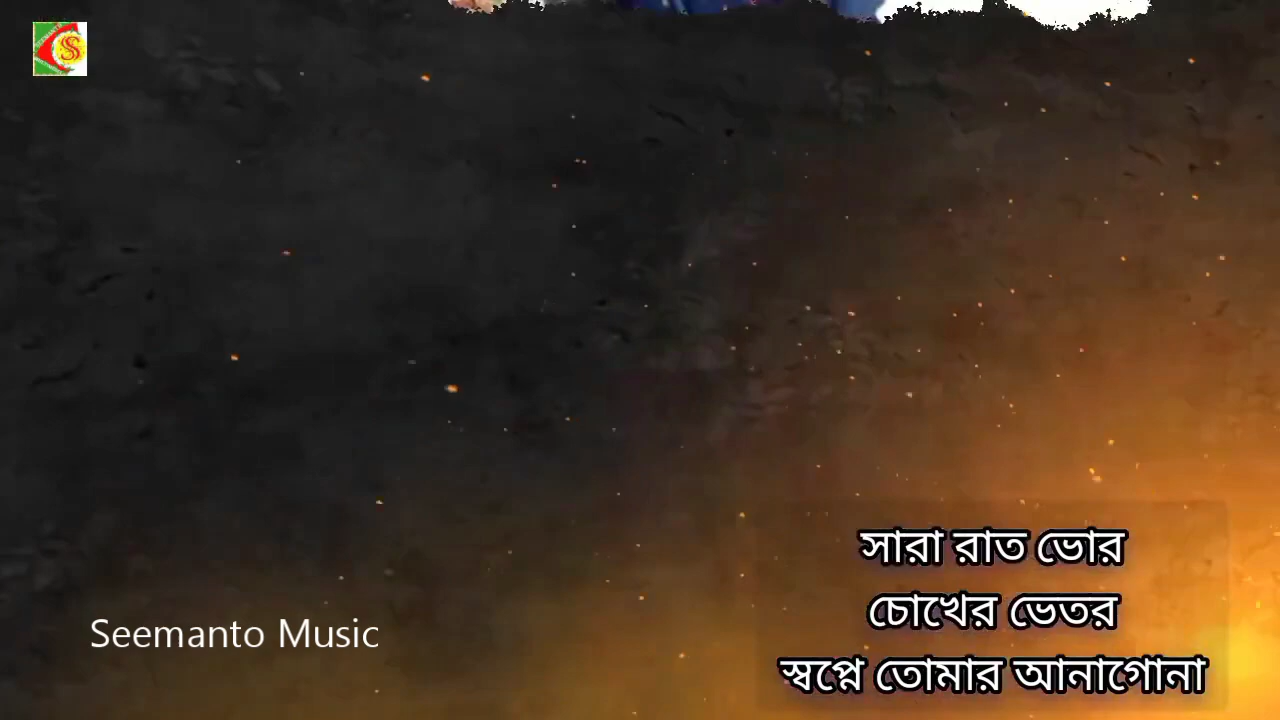 Seemanto Music
সারা রাত ভোর
চোখের ভেতর
স্বপ্নে তোমার আনাগোনা